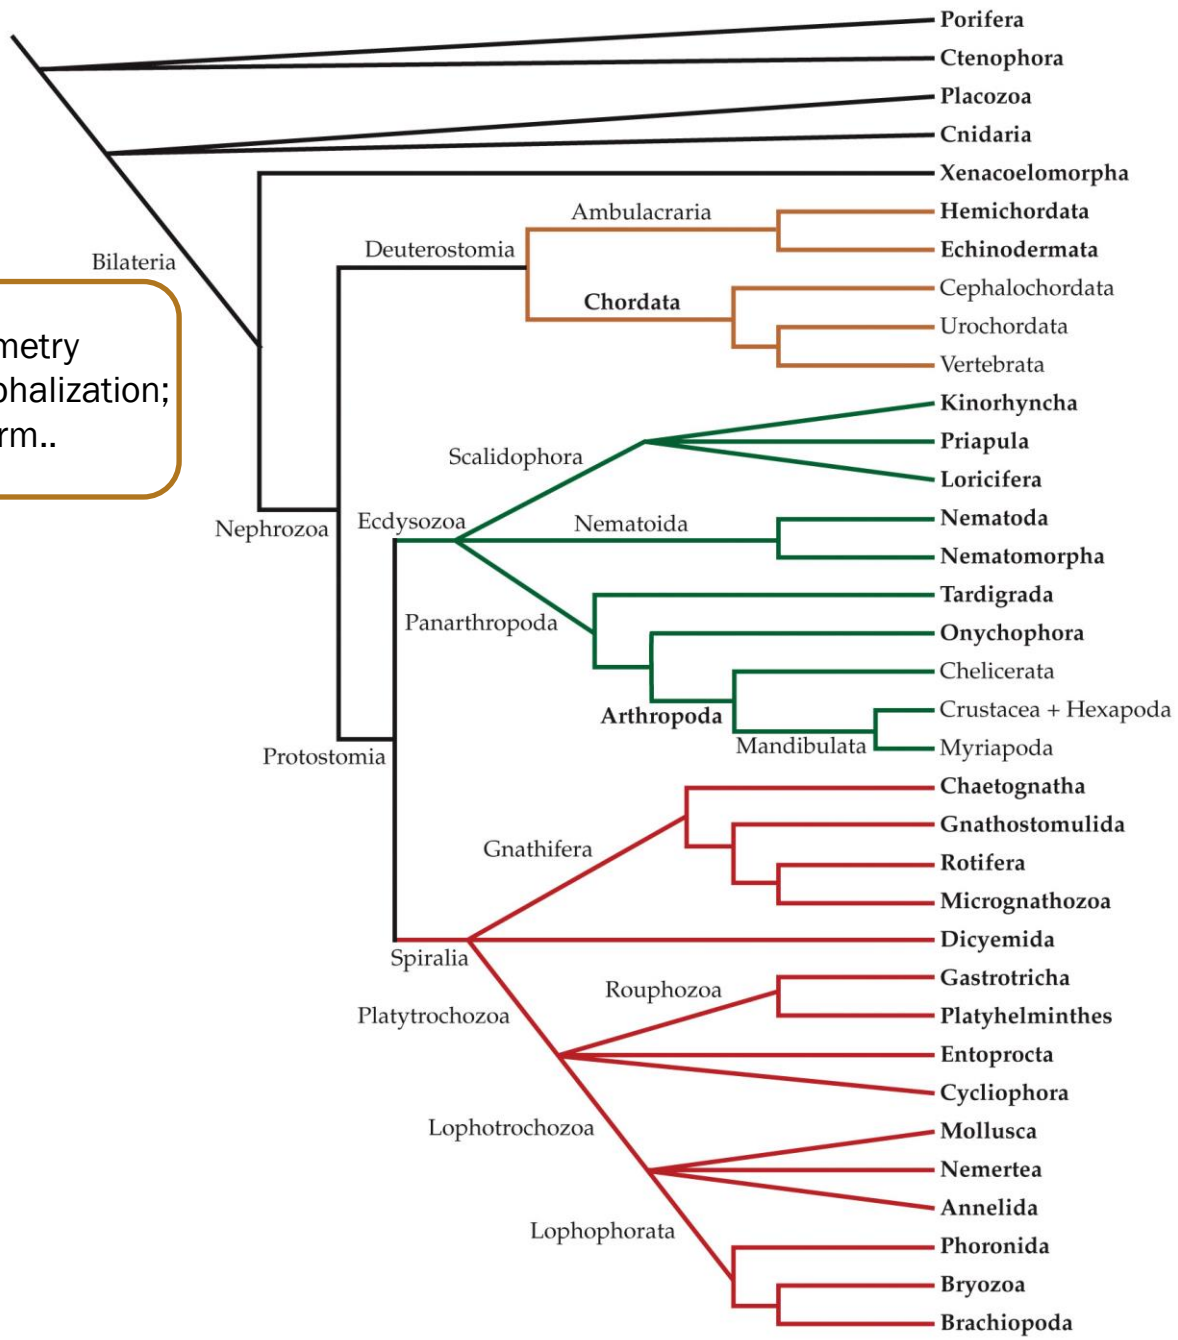 Porifera
Ctenophora
Placozoa
Cnidaria
Xenacoelomorpha
Ambulacraria
Hemichordata
Deuterostomia
Echinodermata
Bilateria
Cephalochordata
Chordata
Urochordata
Vertebrata
metry
phalization;
rm..
Kinorhyncha
Priapula
Scalidophora
Loricifera
Nematoda
Ecdysozoa
Nematoida
Nephrozoa
Nematomorpha
Tardigrada
Panarthropoda
Onychophora
Chelicerata
Arthropoda
Crustacea + Hexapoda
Mandibulata
Myriapoda
Protostomia
Chaetognatha
Gnathostomulida
Gnathifera
Rotifera
Micrognathozoa
Dicyemida
Spiralia
Gastrotricha
Rouphozoa
Platytrochozoa
Platyhelminthes
Entoprocta
Cycliophora
Lophotrochozoa
Mollusca
Nemertea
Annelida
Lophophorata
Phoronida
Bryozoa
Brachiopoda